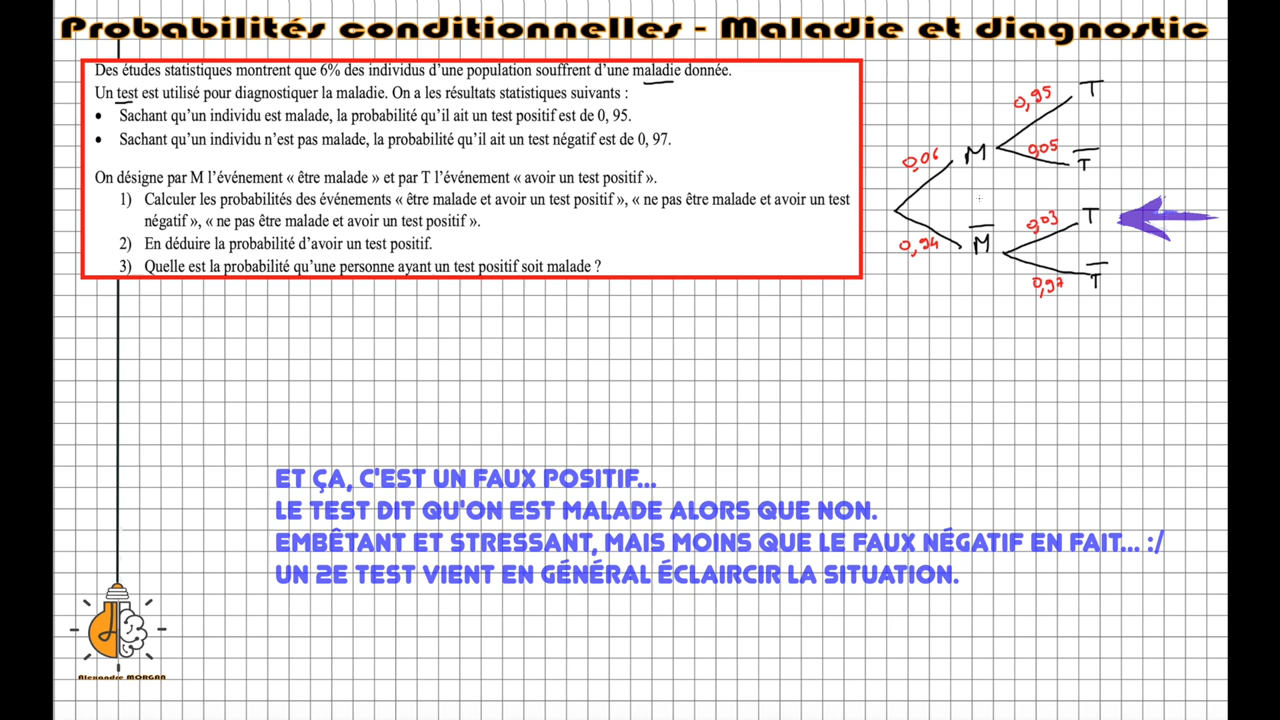 Probabilités conditionnelles - Maladie et diagnostic
Des études statistiques montrent que 6% des individus d'une population souffrent d'une maladie donnée.
Un test est utilisé pour diagnostiquer la maladie. On a les résultats statistiques suivants :
• Sachant qu'un individu est malade, la probabilité qu'il ait un test positif est de 0, 95.
• Sachant qu'un individu n'est pas malade, la probabilité qu'il ait un test négatif est de 0, 97.
On désigne par M l'événement « être malade » et par T l'événement « avoir un test positif ».
1) Calculer les probabilités des événements « être malade et avoir un test positif », « ne pas être malade et avoir un test
négatif », « ne pas être malade et avoir un test positif ».
2) En déduire la probabilité d'avoir un test positif.
3) Quelle est la probabilité qu'une personne ayant un test positif soit malade ?
0,95 T
0,06 M 0,05 T̅
0,94 M̅ 0,03 T
0,97 T̅
ET ÇA, C'EST UN FAUX POSITIF...
LE TEST DIT QU'ON EST MALADE ALORS QUE NON.
EMBÊTANT ET STRESSANT, MAIS MOINS QUE LE FAUX NÉGATIF EN FAIT... :/
UN 2E TEST VIENT EN GÉNÉRAL ÉCLAIRCIR LA SITUATION.
Alexandre MORGAN